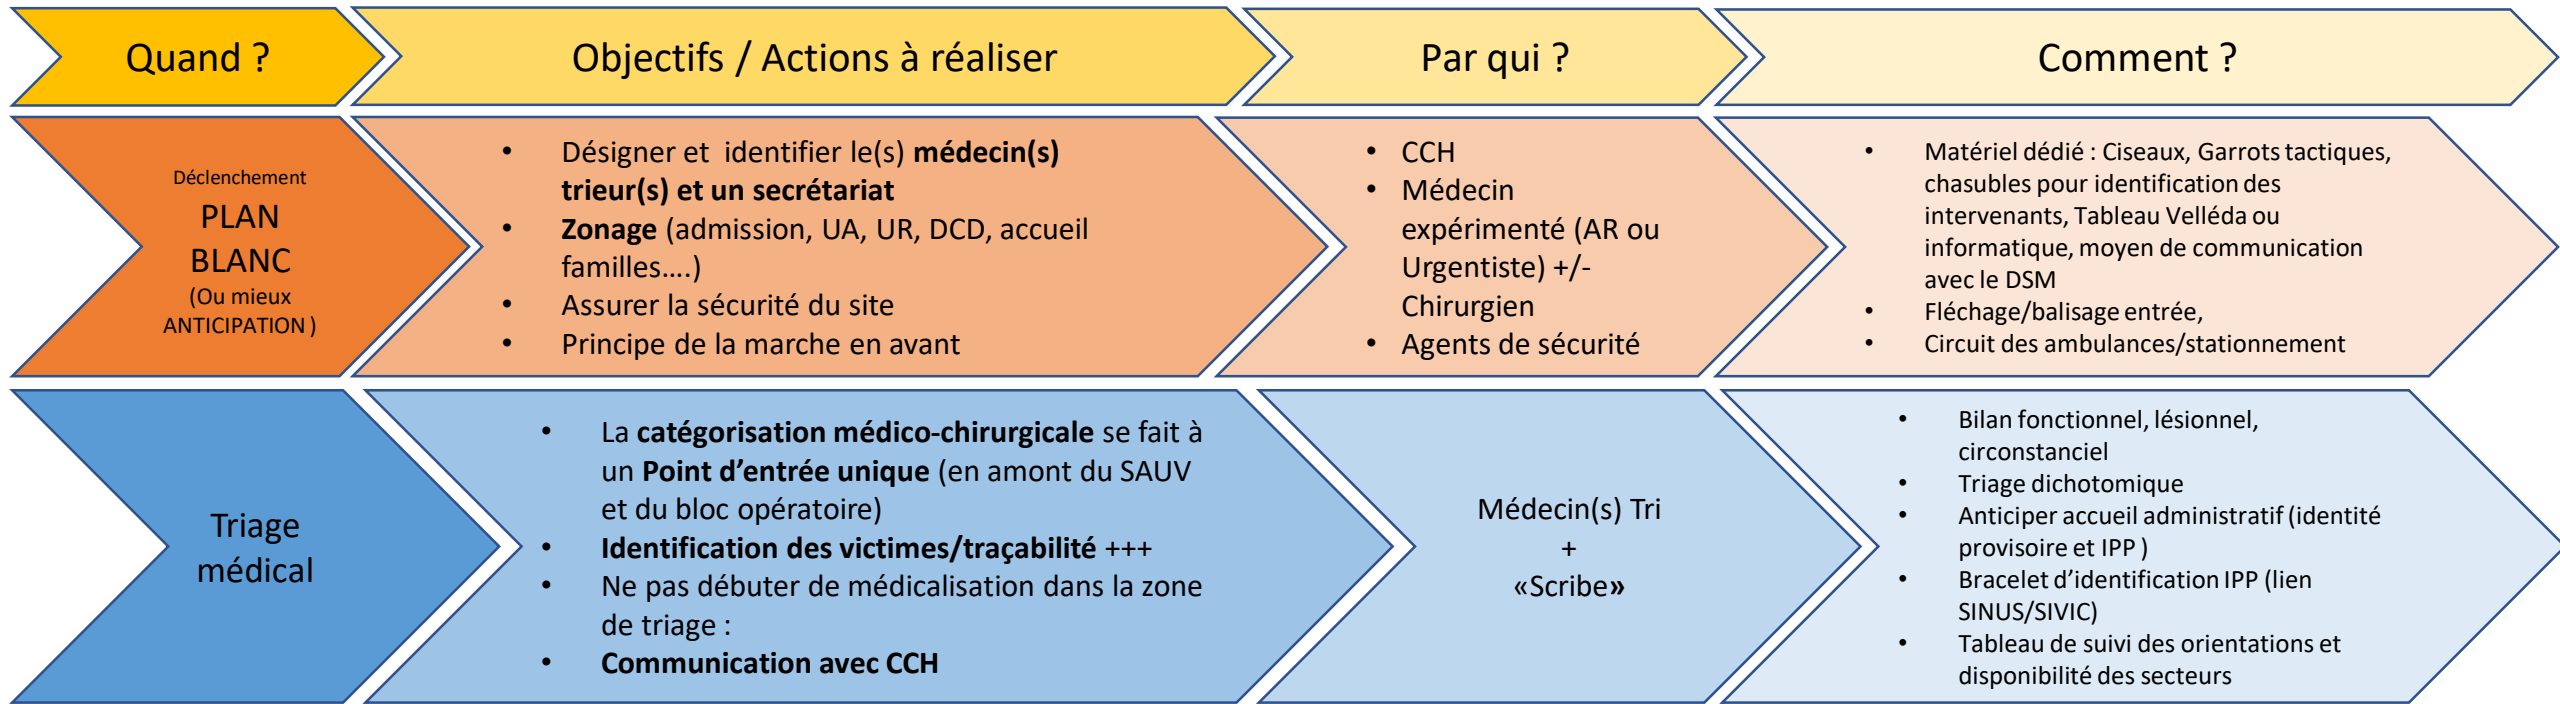 Quand ?
Objectifs / Actions à réaliser
Par qui ?
Comment ?
Déclenchement
PLAN
BLANC
(Ou mieux
ANTICIPATION )
• Désigner et identifier le(s) médecin(s)
trieur(s) et un secrétariat
• Zonage (admission, UA, UR, DCD, accueil
familles….)
• Assurer la sécurité du site
• Principe de la marche en avant
• CCH
• Médecin
expérimenté (AR ou
Urgentiste) +/-
Chirurgien
• Agents de sécurité
• Matériel dédié : Ciseaux, Garrots tactiques,
chasubles pour identification des
intervenants, Tableau Velléda ou
informatique, moyen de communication
avec le DSM
• Fléchage/balisage entrée,
• Circuit des ambulances/stationnement
Triage
médical
• La catégorisation médico-chirurgicale se fait à
un Point d’entrée unique (en amont du SAUV
et du bloc opératoire)
• Identification des victimes/traçabilité +++
• Ne pas débuter de médicalisation dans la zone
de triage :
• Communication avec CCH
Médecin(s) Tri
+
«Scribe»
• Bilan fonctionnel, lésionnel,
circonstanciel
• Triage dichotomique
• Anticiper accueil administratif (identité
provisoire et IPP )
• Bracelet d’identification IPP (lien
SINUS/SIVIC)
• Tableau de suivi des orientations et
disponibilité des secteurs